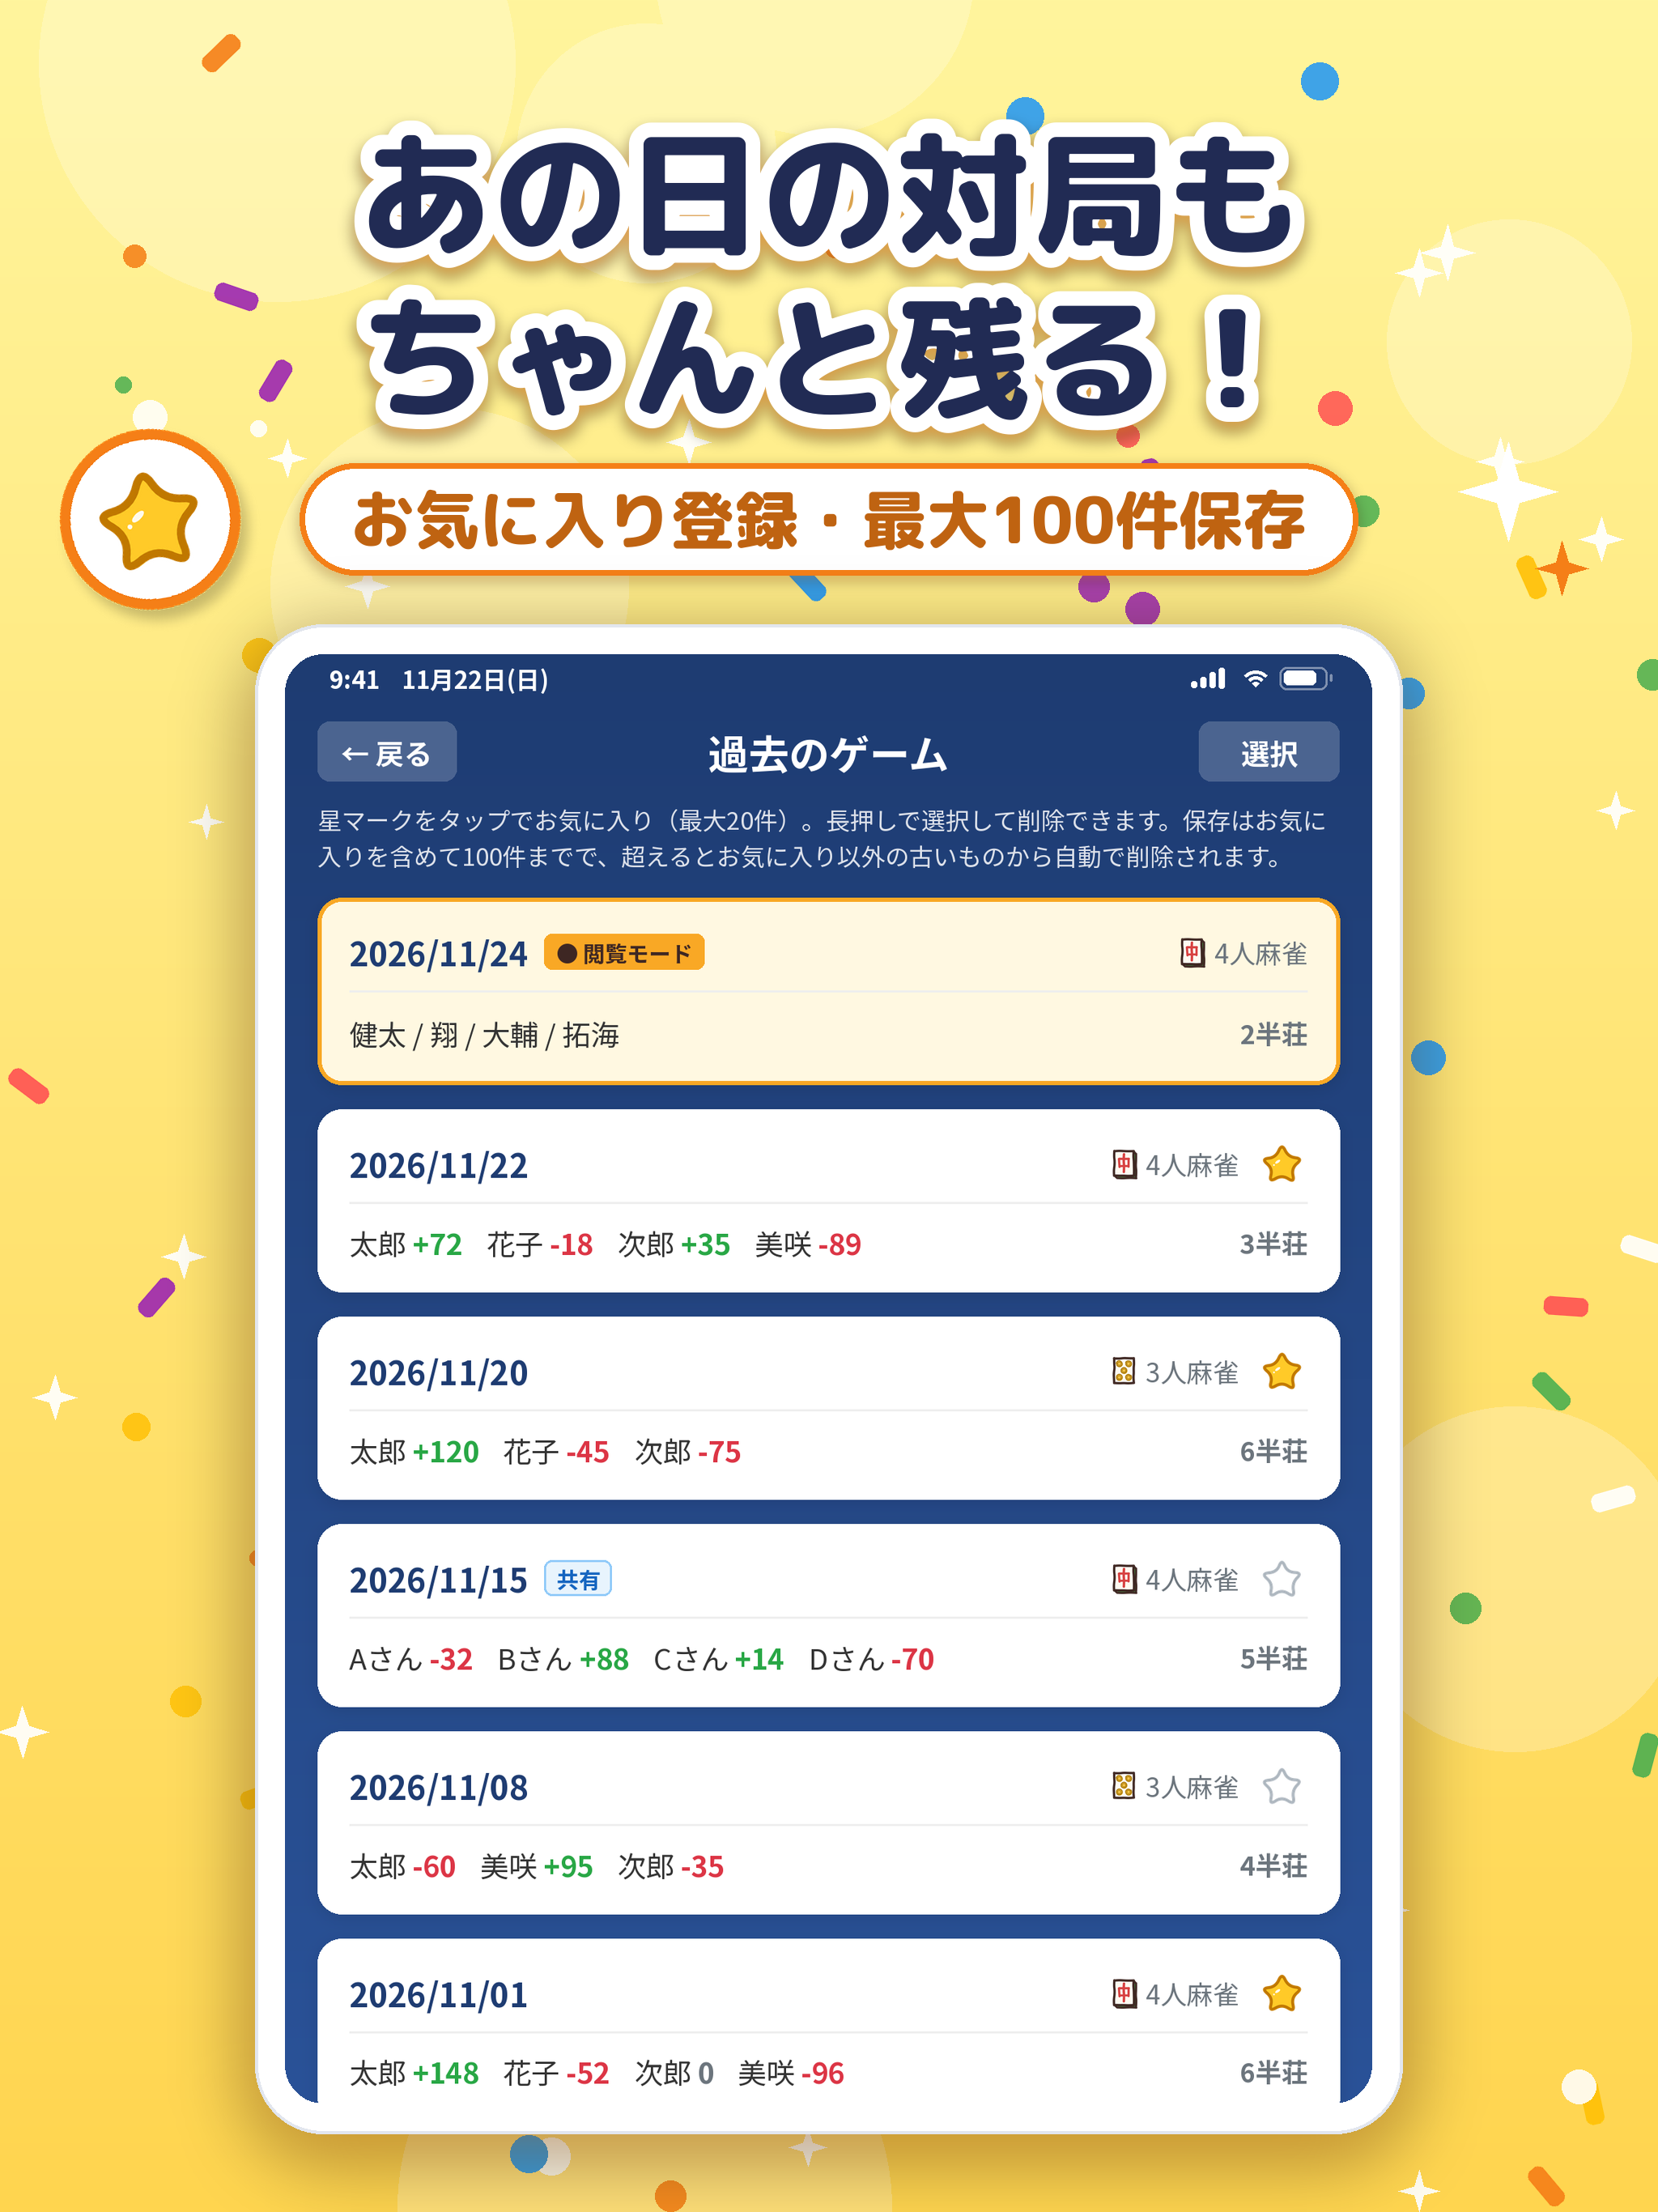 あの日の対局も
ちゃんと残る！
お気に入り登録・最大100件保存
9:41 11月22日(日)
← 戻る 過去のゲーム 選択
星マークをタップでお気に入り（最大20件）。長押しで選択して削除できます。保存はお気に
入りを含めて100件までで、超えるとお気に入り以外の古いものから自動で削除されます。
2026/11/24 ● 閲覧モード 中 4人麻雀
健太 / 翔 / 大輔 / 拓海 2半荘
2026/11/22 中 4人麻雀
太郎 +72 花子 -18 次郎 +35 美咲 -89 3半荘
2026/11/20 3人麻雀
太郎 +120 花子 -45 次郎 -75 6半荘
2026/11/15 共有 中 4人麻雀
Aさん -32 Bさん +88 Cさん +14 Dさん -70 5半荘
2026/11/08 3人麻雀
太郎 -60 美咲 +95 次郎 -35 4半荘
2026/11/01 中 4人麻雀
太郎 +148 花子 -52 次郎 0 美咲 -96 6半荘